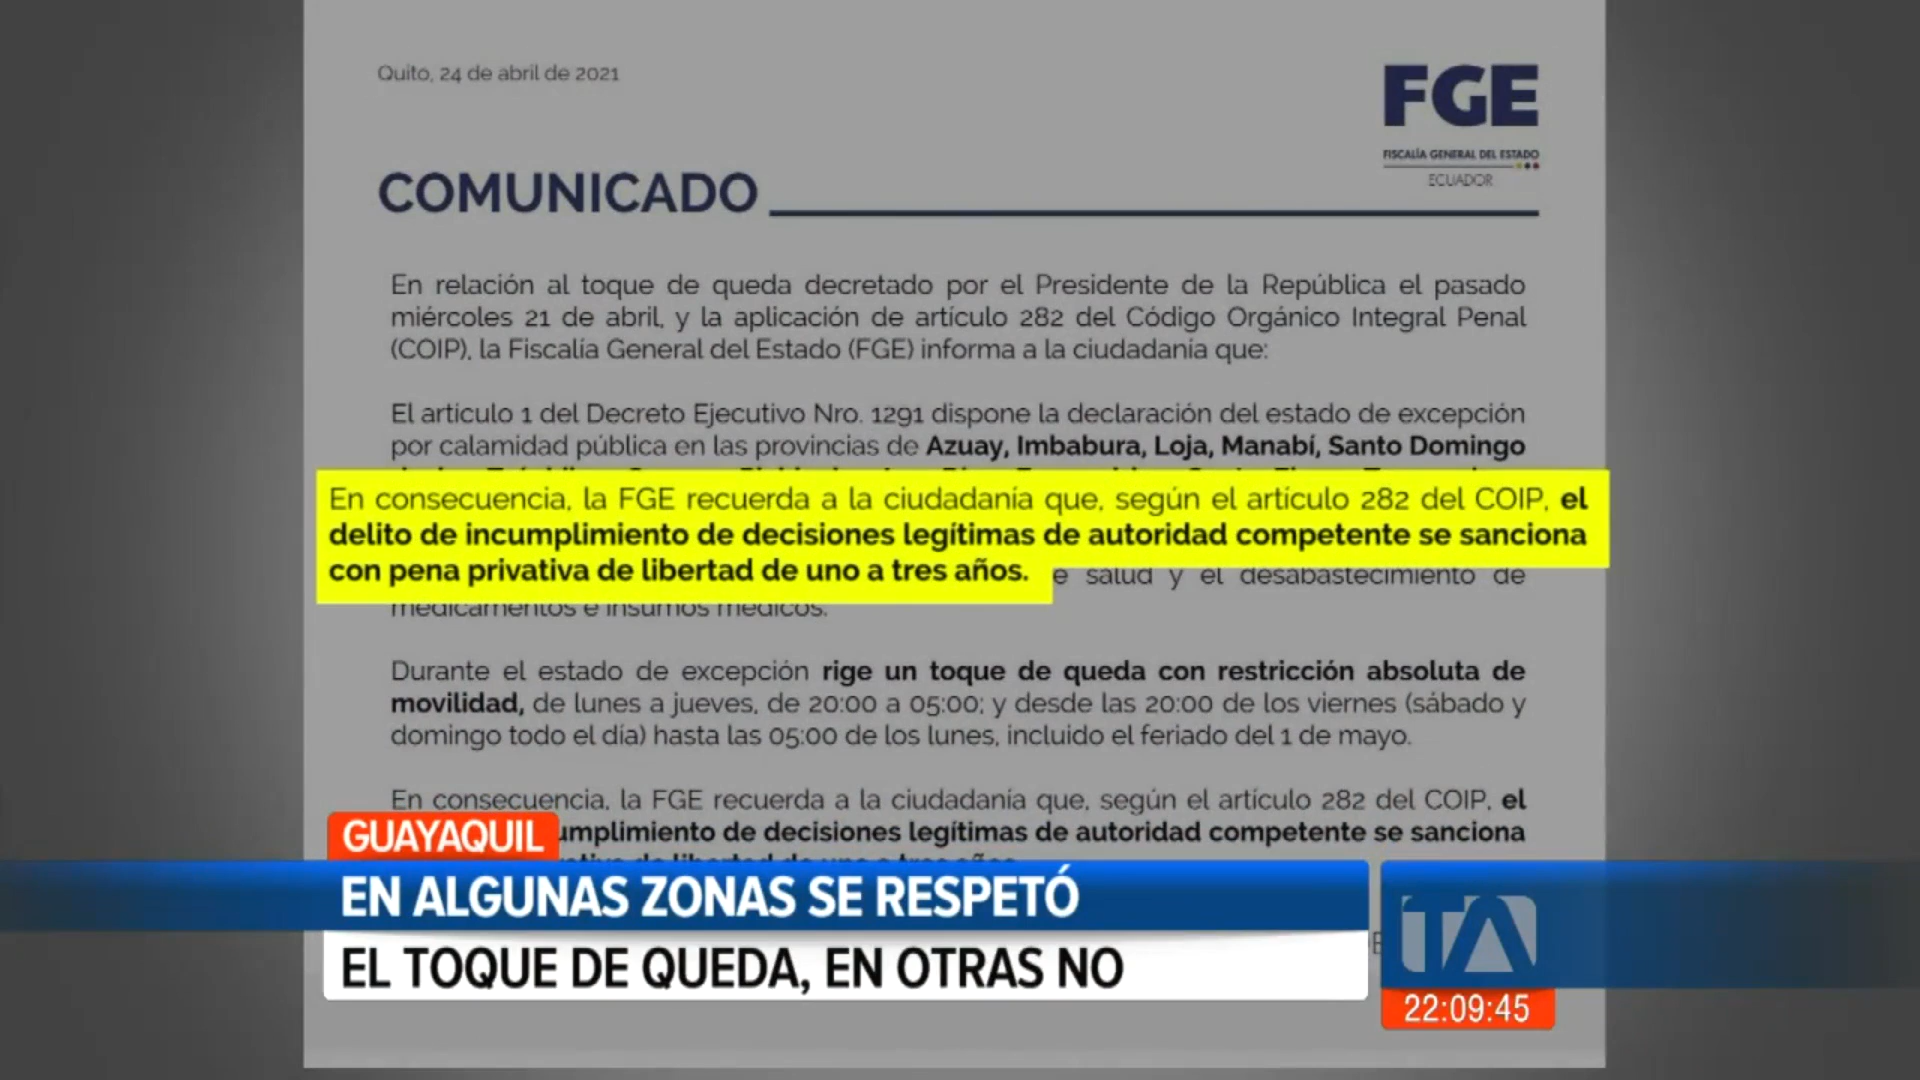 Quito, 24 de abril de 2021
FGE
FISCALÍA GENERAL DEL ESTADO
ECUADOR
COMUNICADO
En relación al toque de queda decretado por el Presidente de la República el pasado
miércoles 21 de abril, y la aplicación de artículo 282 del Código Orgánico Integral Penal
(COIP), la Fiscalía General del Estado (FGE) informa a la ciudadanía que:
El artículo 1 del Decreto Ejecutivo Nro. 1291 dispone la declaración del estado de excepción
por calamidad pública en las provincias de Azuay, Imbabura, Loja, Manabí, Santo Domingo
En consecuencia, la FGE recuerda a la ciudadanía que, según el artículo 282 del COIP, el
delito de incumplimiento de decisiones legítimas de autoridad competente se sanciona
con pena privativa de libertad de uno a tres años.
e salud y el desabastecimiento de
medicamentos e insumos médicos.
Durante el estado de excepción rige un toque de queda con restricción absoluta de
movilidad, de lunes a jueves, de 20:00 a 05:00; y desde las 20:00 de los viernes (sábado y
domingo todo el día) hasta las 05:00 de los lunes, incluido el feriado del 1 de mayo.
En consecuencia, la FGE recuerda a la ciudadanía que, según el artículo 282 del COIP, el
umplimiento de decisiones legítimas de autoridad competente se sanciona
GUAYAQUIL
EN ALGUNAS ZONAS SE RESPETÓ
EL TOQUE DE QUEDA, EN OTRAS NO
TA
22:09:45